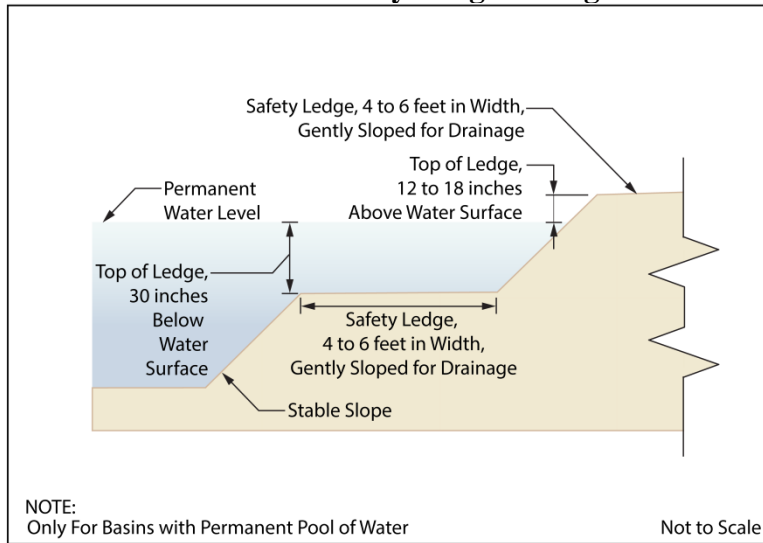 Safety Ledge, 4 to 6 feet in Width,
Gently Sloped for Drainage
Top of Ledge,
12 to 18 inches
Above Water Surface
Permanent
Water Level
Top of Ledge,
30 inches
Below
Water
Surface
Safety Ledge,
4 to 6 feet in Width,
Gently Sloped for Drainage
Stable Slope
NOTE:
Only For Basins with Permanent Pool of Water
Not to Scale